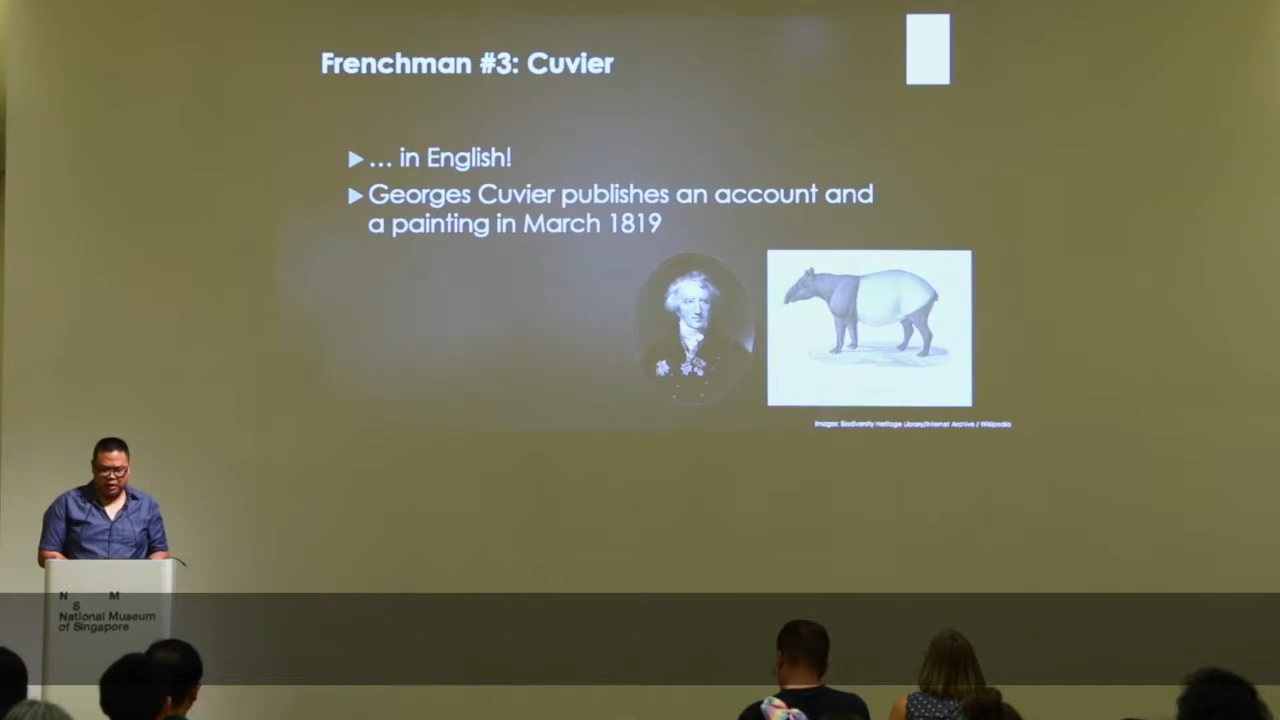 Frenchman #3: Cuvier
... in English!
Georges Cuvier publishes an account and
a painting in March 1819
Images: Biodiversity Heritage Library/Internet Archive / Wikipedia
N M
S
National Museum
of Singapore